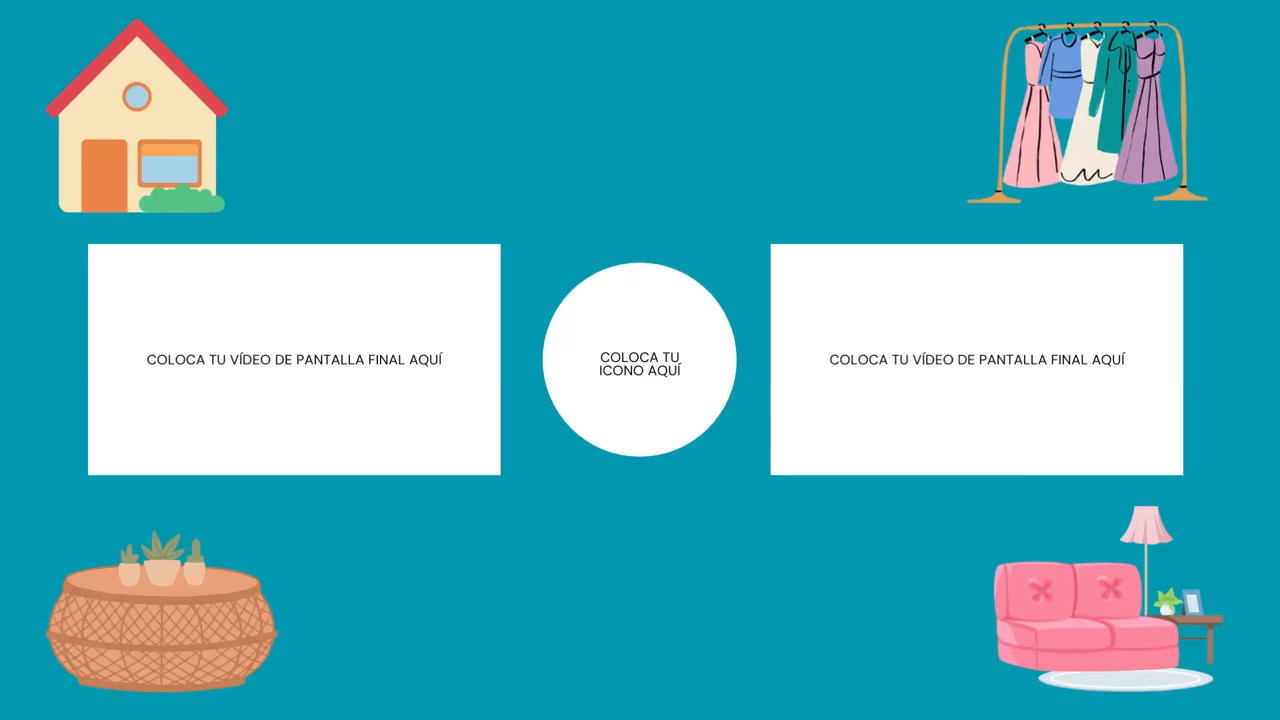 COLOCA TU VÍDEO DE PANTALLA FINAL AQUÍ
COLOCA TU
ICONO AQUÍ
COLOCA TU VÍDEO DE PANTALLA FINAL AQUÍ